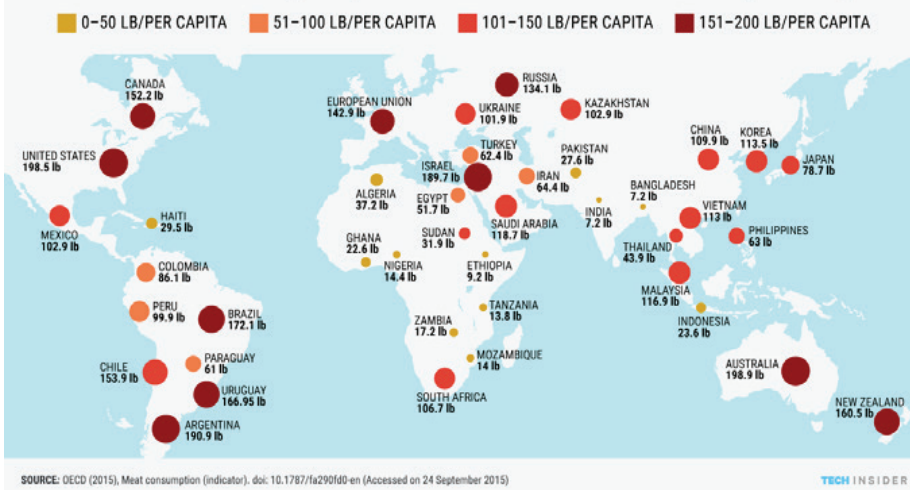 0–50 LB/PER CAPITA 51–100 LB/PER CAPITA 101–150 LB/PER CAPITA 151–200 LB/PER CAPITA
CANADA
152.2 lb
UNITED STATES
198.5 lb
MEXICO
102.9 lb
HAITI
29.5 lb
COLOMBIA
86.1 lb
PERU
99.9 lb
BRAZIL
172.1 lb
CHILE
153.9 lb
PARAGUAY
61 lb
URUGUAY
166.95 lb
ARGENTINA
190.9 lb
EUROPEAN UNION
142.9 lb
RUSSIA
134.1 lb
UKRAINE
101.9 lb
KAZAKHSTAN
102.9 lb
TURKEY
62.4 lb
ISRAEL
189.7 lb
ALGERIA
37.2 lb
EGYPT
51.7 lb
IRAN
64.4 lb
PAKISTAN
27.6 lb
SAUDI ARABIA
118.7 lb
SUDAN
31.9 lb
GHANA
22.6 lb
NIGERIA
14.4 lb
ETHIOPIA
9.2 lb
TANZANIA
13.8 lb
ZAMBIA
17.2 lb
MOZAMBIQUE
14 lb
SOUTH AFRICA
106.7 lb
CHINA
109.9 lb
KOREA
113.5 lb
JAPAN
78.7 lb
BANGLADESH
7.2 lb
INDIA
7.2 lb
VIETNAM
113 lb
THAILAND
43.9 lb
PHILIPPINES
63 lb
MALAYSIA
116.9 lb
INDONESIA
23.6 lb
AUSTRALIA
198.9 lb
NEW ZEALAND
160.5 lb
SOURCE: OECD (2015), Meat consumption (indicator). doi: 10.1787/fa290fd0-en (Accessed on 24 September 2015)
TECH INSIDER